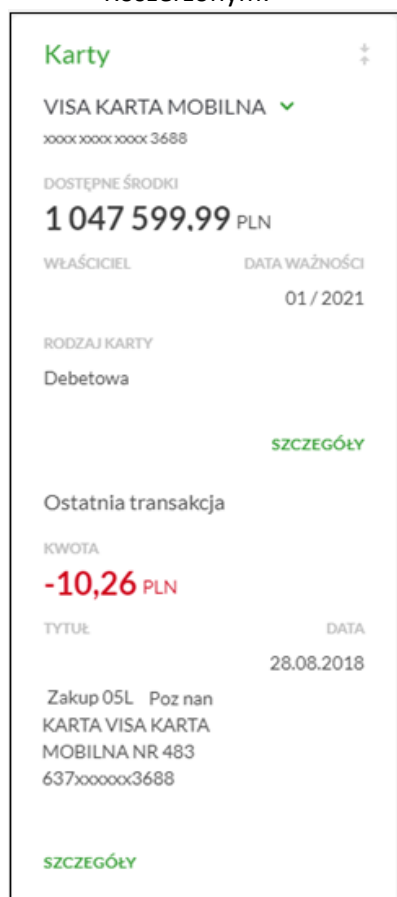 rozszerzonym:
Karty
VISA KARTA MOBILNA
xxxx xxxx xxxx 3688
DOSTĘPNE ŚRODKI
1 047 599,99 PLN
WŁAŚCICIEL DATA WAŻNOŚCI
01 / 2021
RODZAJ KARTY
Debetowa
SZCZEGÓŁY
Ostatnia transakcja
KWOTA
-10,26 PLN
TYTUŁ DATA
28.08.2018
Zakup 05L Poz nan
KARTA VISA KARTA
MOBILNA NR 483
637xxxxxx3688
SZCZEGÓŁY